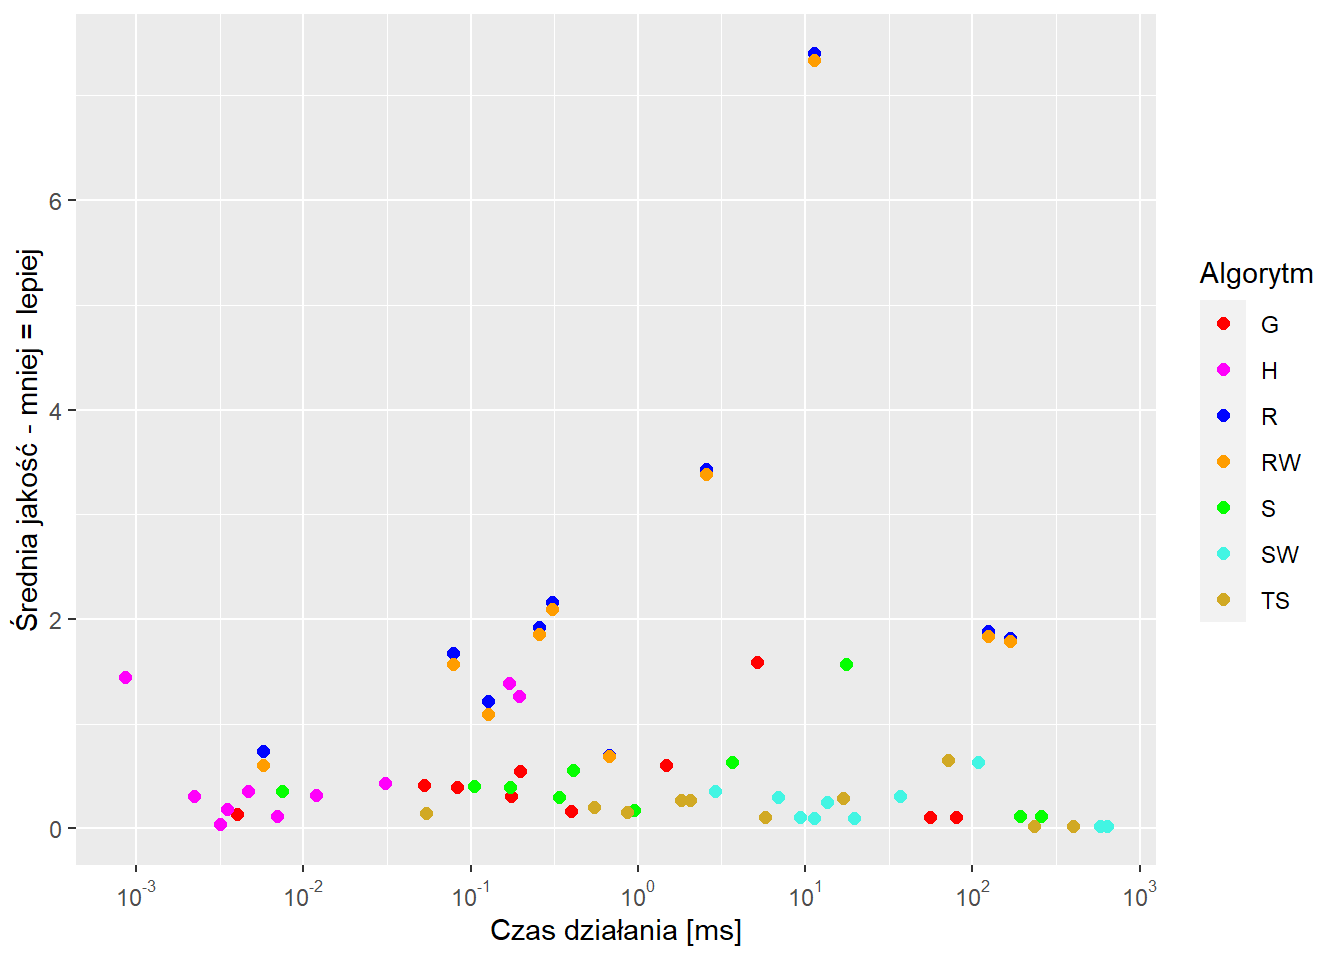 Średnia jakość - mniej = lepiej
6
4
2
0
10-3
10-2
10-1
100
101
102
103
Czas działania [ms]
Algorytm
G
H
R
RW
S
SW
TS